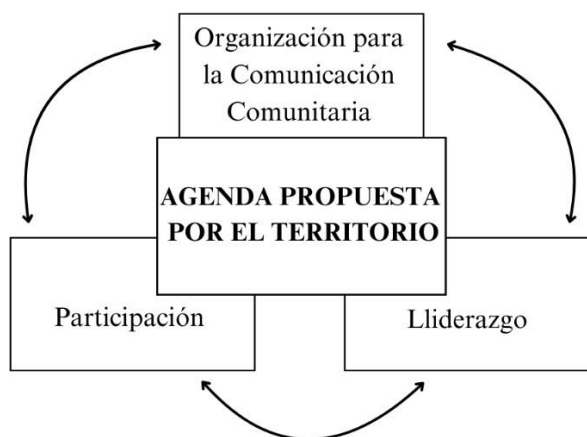 Organización para
la Comunicación
Comunitaria
AGENDA PROPUESTA
POR EL TERRITORIO
Participación
Lliderazgo